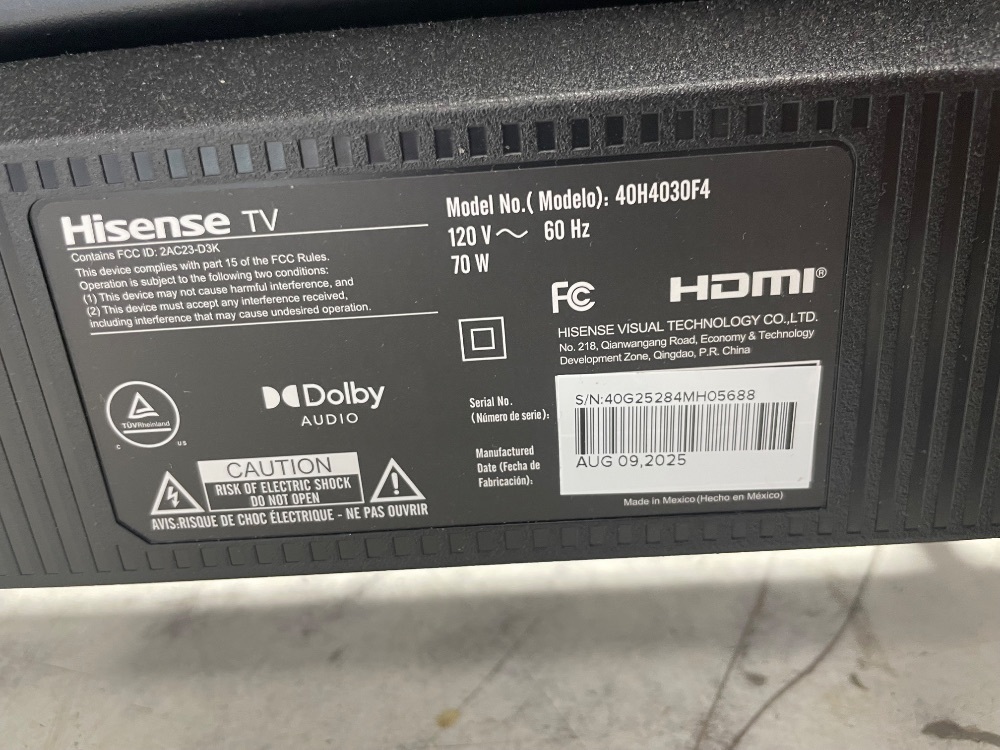 Hisense TV
Contains FCC ID: 2AC23-D3K
This device complies with part 15 of the FCC Rules.
Operation is subject to the following two conditions:
(1) This device may not cause harmful interference, and
(2) This device must accept any interference received,
including interference that may cause undesired operation.
TÜVRheinland
C US
Dolby
AUDIO
CAUTION
RISK OF ELECTRIC SHOCK
DO NOT OPEN
AVIS:RISQUE DE CHOC ÉLECTRIQUE - NE PAS OUVRIR
Model No.( Modelo): 40H4030F4
120 V～ 60 Hz
70 W
FC HDMI®
HISENSE VISUAL TECHNOLOGY CO.,LTD.
No. 218, Qianwangang Road, Economy & Technology
Development Zone, Qingdao, P.R. China
Serial No.
(Número de serie):
S/N:40G25284MH05688
Manufactured
Date (Fecha de
Fabricación):
AUG 09,2025
Made in Mexico (Hecho en México)